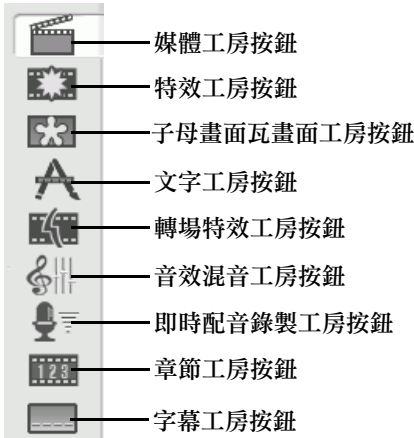 媒體工房按鈕
特效工房按鈕
子母畫面瓦畫面工房按鈕
文字工房按鈕
轉場特效工房按鈕
音效混音工房按鈕
即時配音錄製工房按鈕
123
章節工房按鈕
字幕工房按鈕